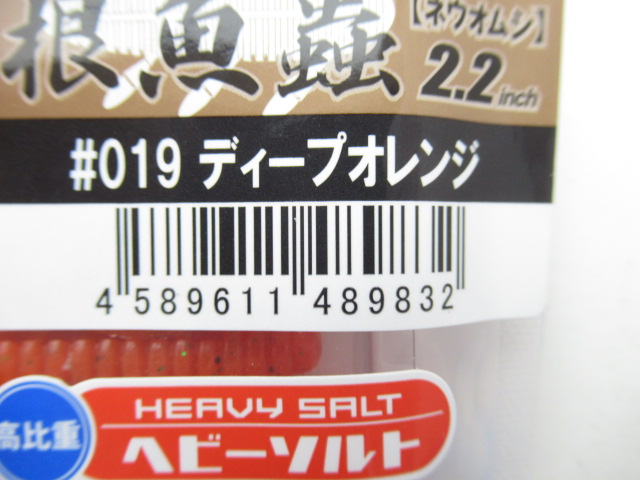 根魚蟲
【ネウオムシ】
2.2inch
#019 ディープオレンジ
4 589611 489832
HEAVY SALT
高比重
ヘビーソルト